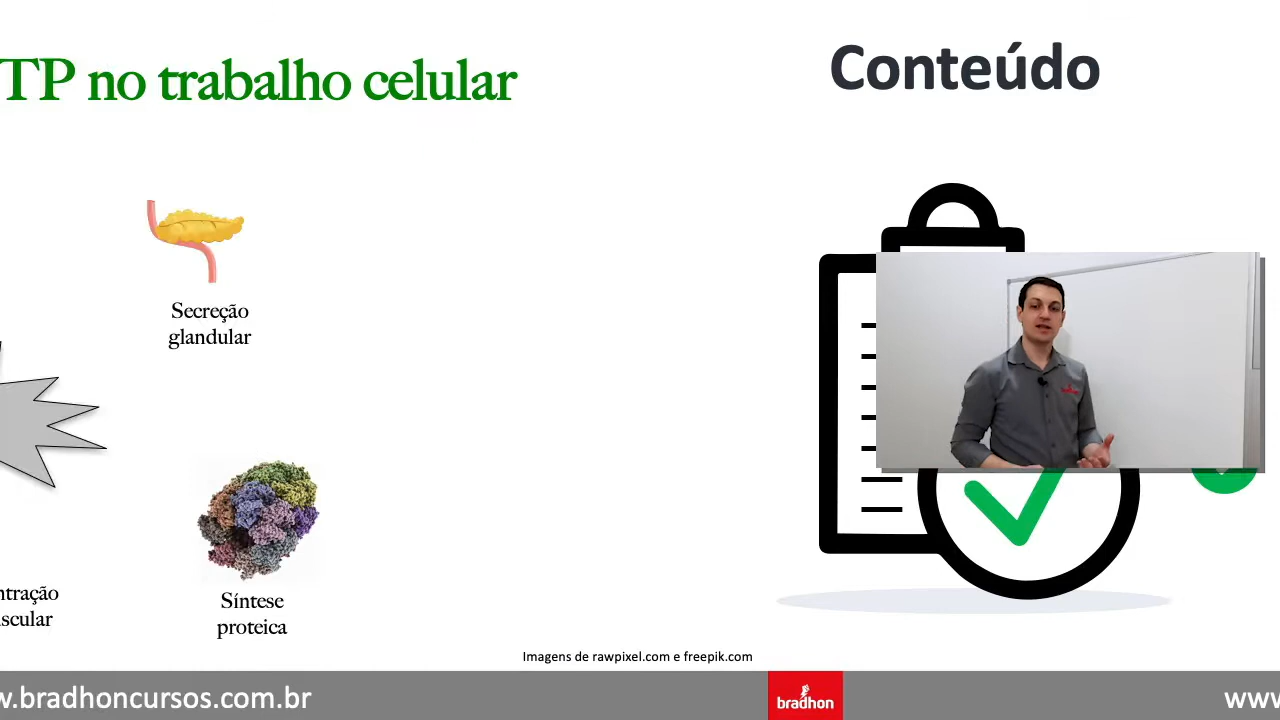 TP no trabalho celular
Conteúdo
Secreção
glandular
ntração
scular
Síntese
proteica
Imagens de rawpixel.com e freepik.com
w.bradhoncursos.com.br
bradhon
www